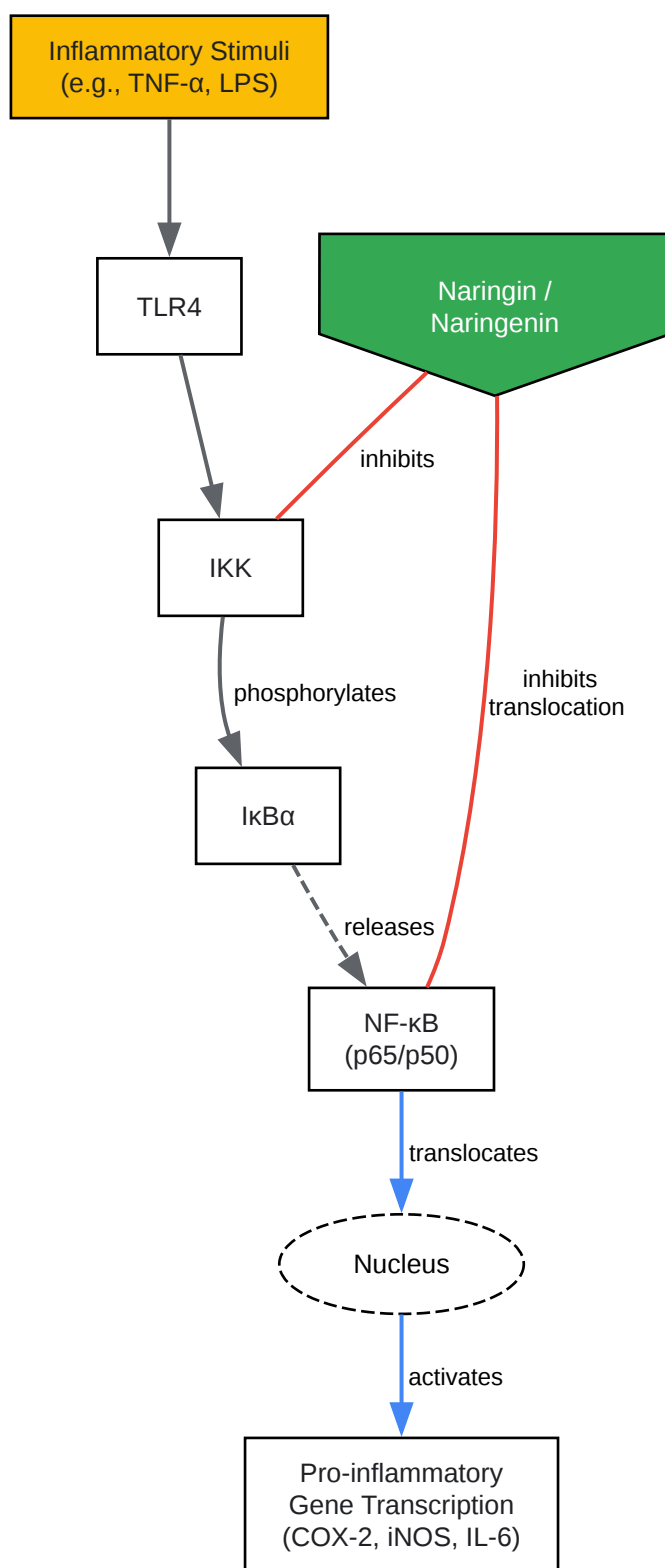 Inflammatory Stimuli
(e.g., TNF-α, LPS)
TLR4
Naringin /
Naringenin
inhibits
IKK
phosphorylates
inhibits
translocation
IκBα
releases
NF-κB
(p65/p50)
translocates
Nucleus
activates
Pro-inflammatory
Gene Transcription
(COX-2, iNOS, IL-6)